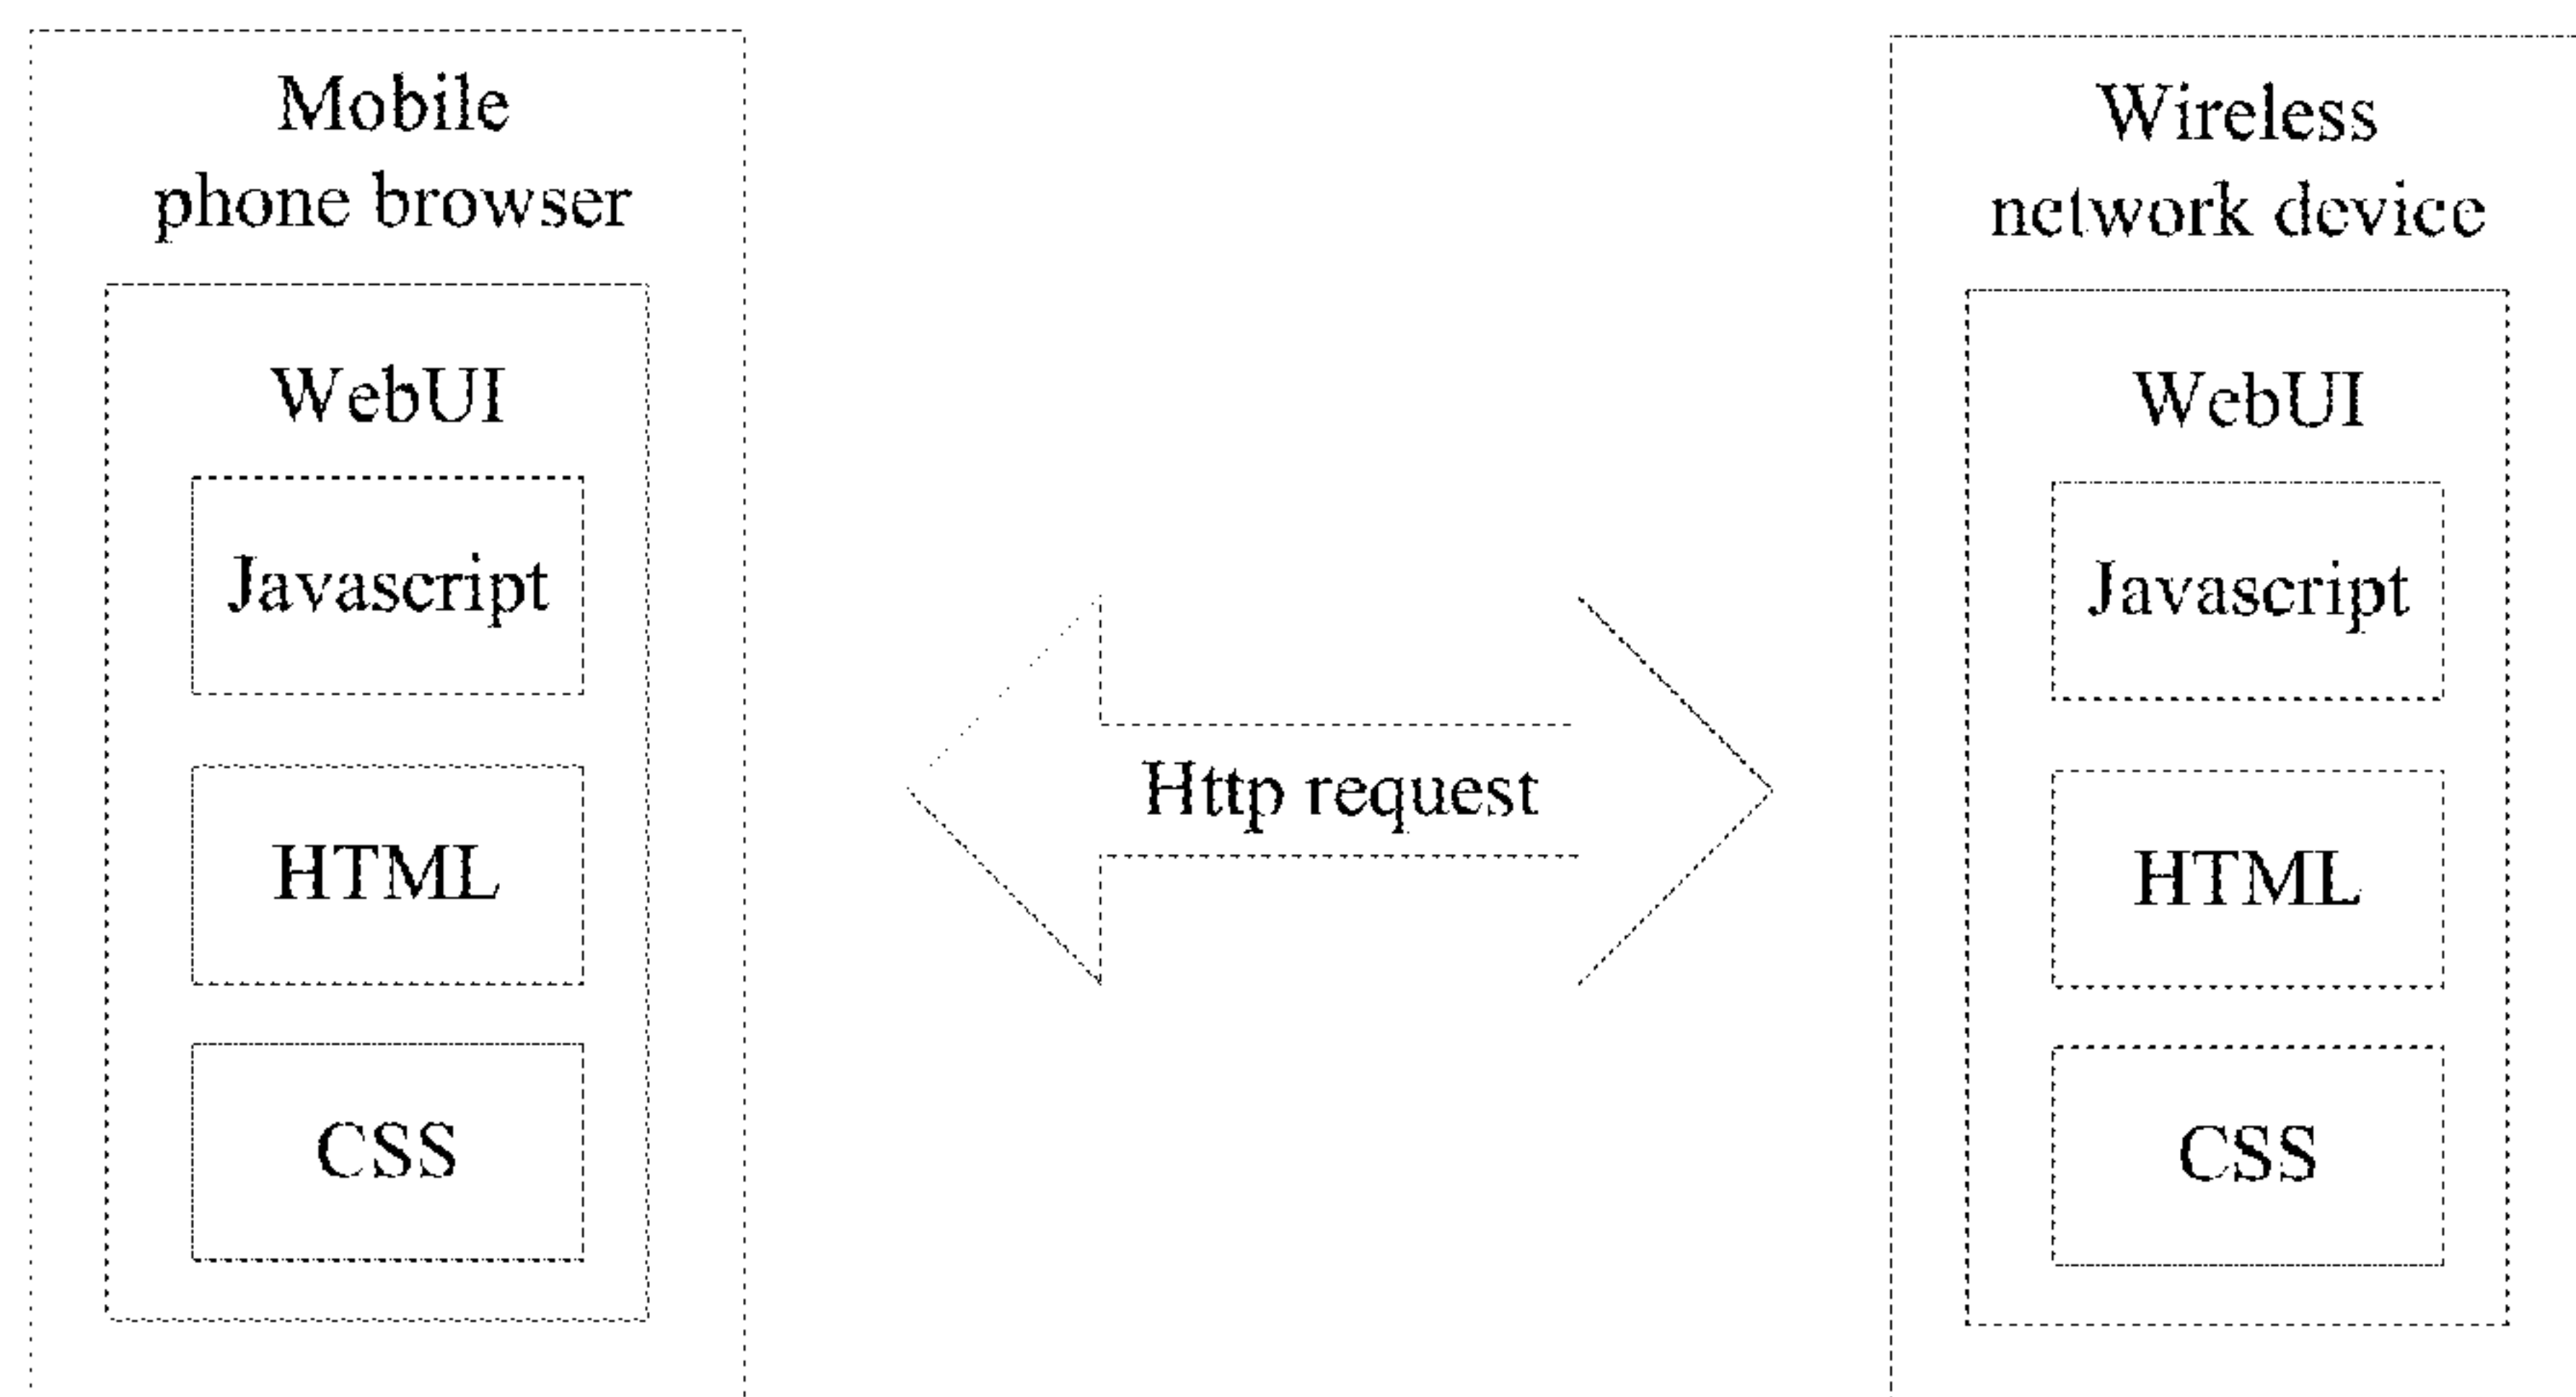 Mobile
phone browser
WebUI
Javascript
HTML
CSS
Http request
Wireless
network device
WebUI
Javascript
HTML
CSS